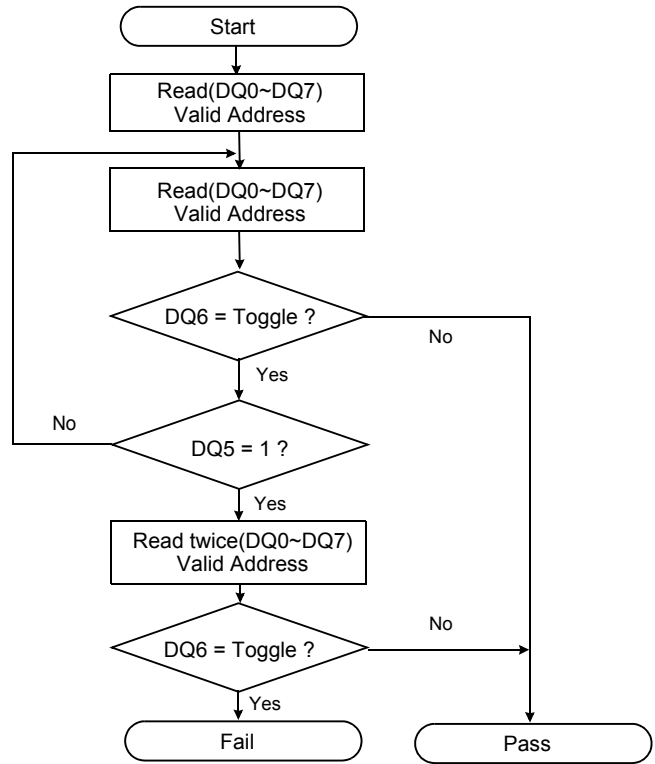 Start
Read(DQ0~DQ7)
Valid Address
Read(DQ0~DQ7)
Valid Address
DQ6 = Toggle ?
No
Yes
No
DQ5 = 1 ?
Yes
Read twice(DQ0~DQ7)
Valid Address
No
DQ6 = Toggle ?
Yes
Fail
Pass